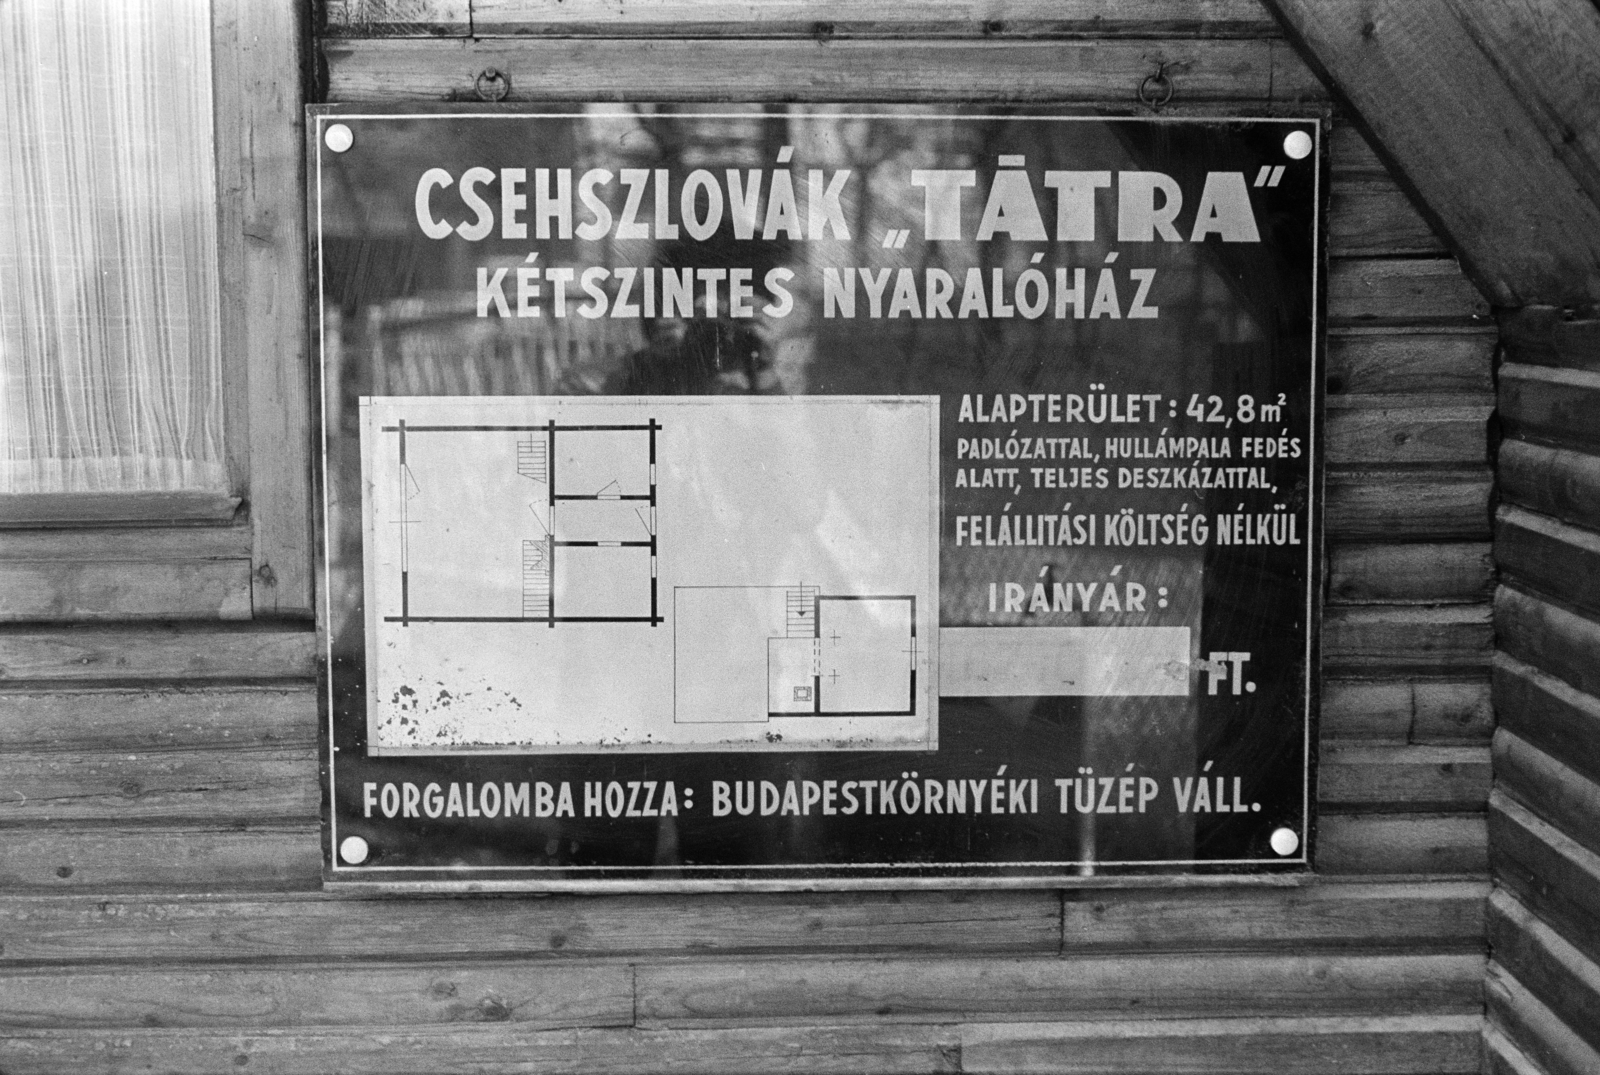 CSEHSZLOVÁK „TĀTRA”
KÉTSZINTES NYARALÓHÁZ
ALAPTERÜLET: 42,8 m²
PADLÓZATTAL, HULLÁMPALA FEDÉS
ALATT, TELJES DESZKÁZATTAL,
FELÁLLITÁSI KÖLTSÉG NÉLKÜL
IRÁNYÁR:
FT.
FORGALOMBA HOZZA: BUDAPESTKÖRNYÉKI TÜZÉP VÁLL.